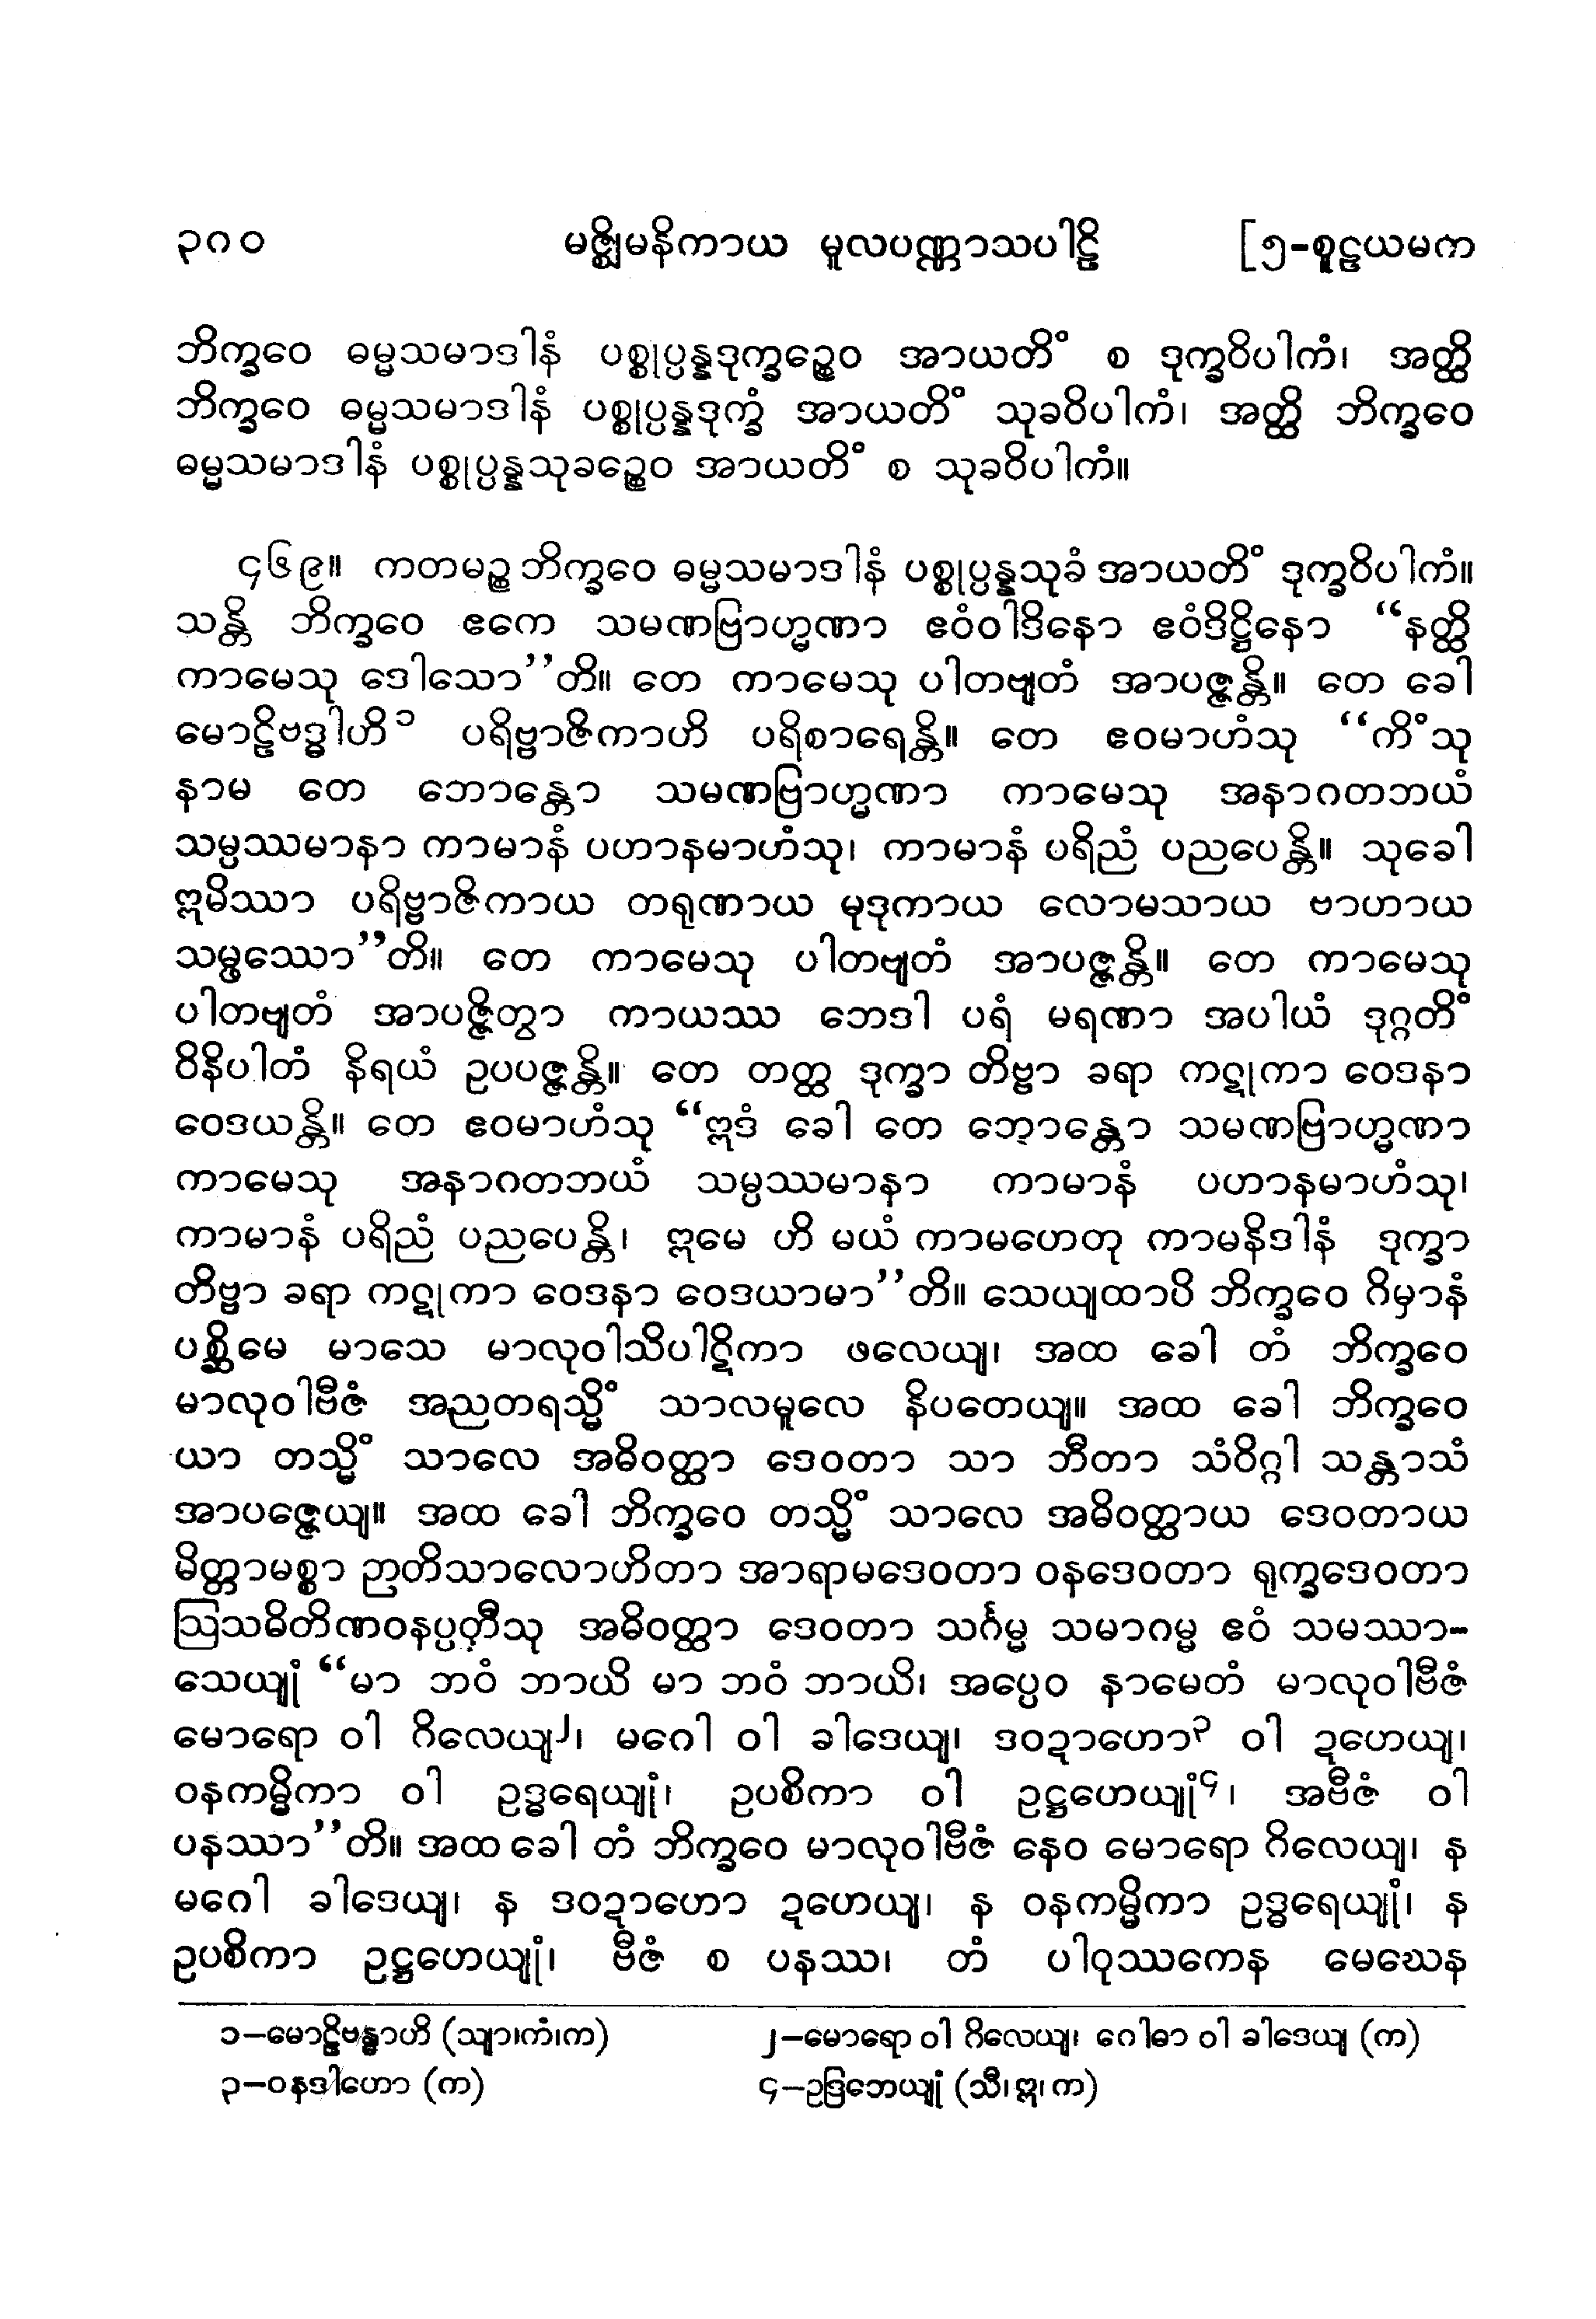 ၃၈၀ မဇ္ဈိမနိကာယ မူလပဏ္ဏာသပါဠိ [၅-စူဠယမက
ဘိက္ခဝေ ဓမ္မသမာဒါနံ ပစ္စုပ္ပန္နဒုက္ခဉ္စေဝ အာယတိံ စ ဒုက္ခဝိပါကံ၊ အတ္ထိ
ဘိက္ခဝေ ဓမ္မသမာဒါနံ ပစ္စုပ္ပန္နဒုက္ခံ အာယတိံ သုခဝိပါကံ၊ အတ္ထိ ဘိက္ခဝေ
ဓမ္မသမာဒါနံ ပစ္စုပ္ပန္နသုခဉ္စေဝ အာယတိံ စ သုခဝိပါကံ။
၄၆၉။ ကတမဉ္စ ဘိက္ခဝေ ဓမ္မသမာဒါနံ ပစ္စုပ္ပန္နသုခံ အာယတိံ ဒုက္ခဝိပါကံ။
သန္တိ ဘိက္ခဝေ ဧကေ သမဏဗြာဟ္မဏာ ဧဝံဝါဒိနော ဧဝံဒိဋ္ဌိနော “နတ္ထိ
ကာမေသု ဒေါသော”တိ။ တေ ကာမေသု ပါတဗျတံ အာပဇ္ဇန္တိ။ တေ ခေါ
မောဠိဗဒ္ဓါဟိ၁ ပရိဗ္ဗာဇိကာဟိ ပရိစာရေန္တိ။ တေ ဧဝမာဟံသု “ကိံသု
နာမ တေ ဘောန္တော သမဏဗြာဟ္မဏာ ကာမေသု အနာဂတဘယံ
သမ္ပဿမာနာ ကာမာနံ ပဟာနမာဟံသု၊ ကာမာနံ ပရိညံ ပညပေန္တိ။ သုခေါ
ဣမိဿာ ပရိဗ္ဗာဇိကာယ တရုဏာယ မုဒုကာယ လောမသာယ ဗာဟာယ
သမ္ဖဿော”တိ။ တေ ကာမေသု ပါတဗျတံ အာပဇ္ဇန္တိ။ တေ ကာမေသု
ပါတဗျတံ အာပဇ္ဇိတွာ ကာယဿ ဘေဒါ ပရံ မရဏာ အပါယံ ဒုဂ္ဂတိံ
ဝိနိပါတံ နိရယံ ဥပပဇ္ဇန္တိ။ တေ တတ္ထ ဒုက္ခာ တိဗ္ဗာ ခရာ ကဋုကာ ဝေဒနာ
ဝေဒယန္တိ။ တေ ဧဝမာဟံသု “ဣဒံ ခေါ တေ ဘောန္တော သမဏဗြာဟ္မဏာ
ကာမေသု အနာဂတဘယံ သမ္ပဿမာနာ ကာမာနံ ပဟာနမာဟံသု၊
ကာမာနံ ပရိညံ ပညပေန္တိ၊ ဣမေ ဟိ မယံ ကာမဟေတု ကာမနိဒါနံ ဒုက္ခာ
တိဗ္ဗာ ခရာ ကဋုကာ ဝေဒနာ ဝေဒယာမာ”တိ။ သေယျထာပိ ဘိက္ခဝေ ဂိမှာနံ
ပစ္ဆိမေ မာသေ မာလုဝါသိပါဋိကာ ဖလေယျ၊ အထ ခေါ တံ ဘိက္ခဝေ
မာလုဝါဗီဇံ အညတရသ္မိံ သာလမူလေ နိပတေယျ။ အထ ခေါ ဘိက္ခဝေ
ယာ တသ္မိံ သာလေ အဓိဝတ္ထာ ဒေဝတာ သာ ဘီတာ သံဝိဂ္ဂါ သန္တာသံ
အာပဇ္ဇေယျ။ အထ ခေါ ဘိက္ခဝေ တသ္မိံ သာလေ အဓိဝတ္ထာယ ဒေဝတာယ
မိတ္တာမစ္စာ ဉာတိသာလောဟိတာ အာရာမဒေဝတာ ဝနဒေဝတာ ရုက္ခဒေဝတာ
ဩသဓိတိဏဝနပ္ပတီသု အဓိဝတ္ထာ ဒေဝတာ သင်္ဂမ္မ သမာဂမ္မ ဧဝံ သမဿာ-
သေယျုံ “မာ ဘဝံ ဘာယိ မာ ဘဝံ ဘာယိ၊ အပ္ပေဝ နာမေတံ မာလုဝါဗီဇံ
မောရော ဝါ ဂိလေယျ၂၊ မဂေါ ဝါ ခါဒေယျ၊ ဒဝဍာဟော၃ ဝါ ဍဟေယျ၊
ဝနကမ္မိကာ ဝါ ဥဒ္ဓရေယျုံ၊ ဥပစိကာ ဝါ ဥဋ္ဌဟေယျုံ၄၊ အဗီဇံ ဝါ
ပနဿာ”တိ။ အထ ခေါ တံ ဘိက္ခဝေ မာလုဝါဗီဇံ နေဝ မောရော ဂိလေယျ၊ န
မဂေါ ခါဒေယျ၊ န ဒဝဍာဟော ဍဟေယျ၊ န ဝနကမ္မိကာ ဥဒ္ဓရေယျုံ၊ န
ဥပစိကာ ဥဋ္ဌဟေယျုံ၊ ဗီဇံ စ ပနဿ၊ တံ ပါဝုဿကေန မေဃေန
၁–မောဠိဗန္ဓာဟိ (သျာ၊ကံ၊က) ၂–မောရော ဝါ ဂိလေယျ၊ ဂေါဓာ ဝါ ခါဒေယျ (က)
၃–ဝနဒါဟော (က) ၄–ဥဒြဘေယျုံ (သီ၊ဣ၊က)